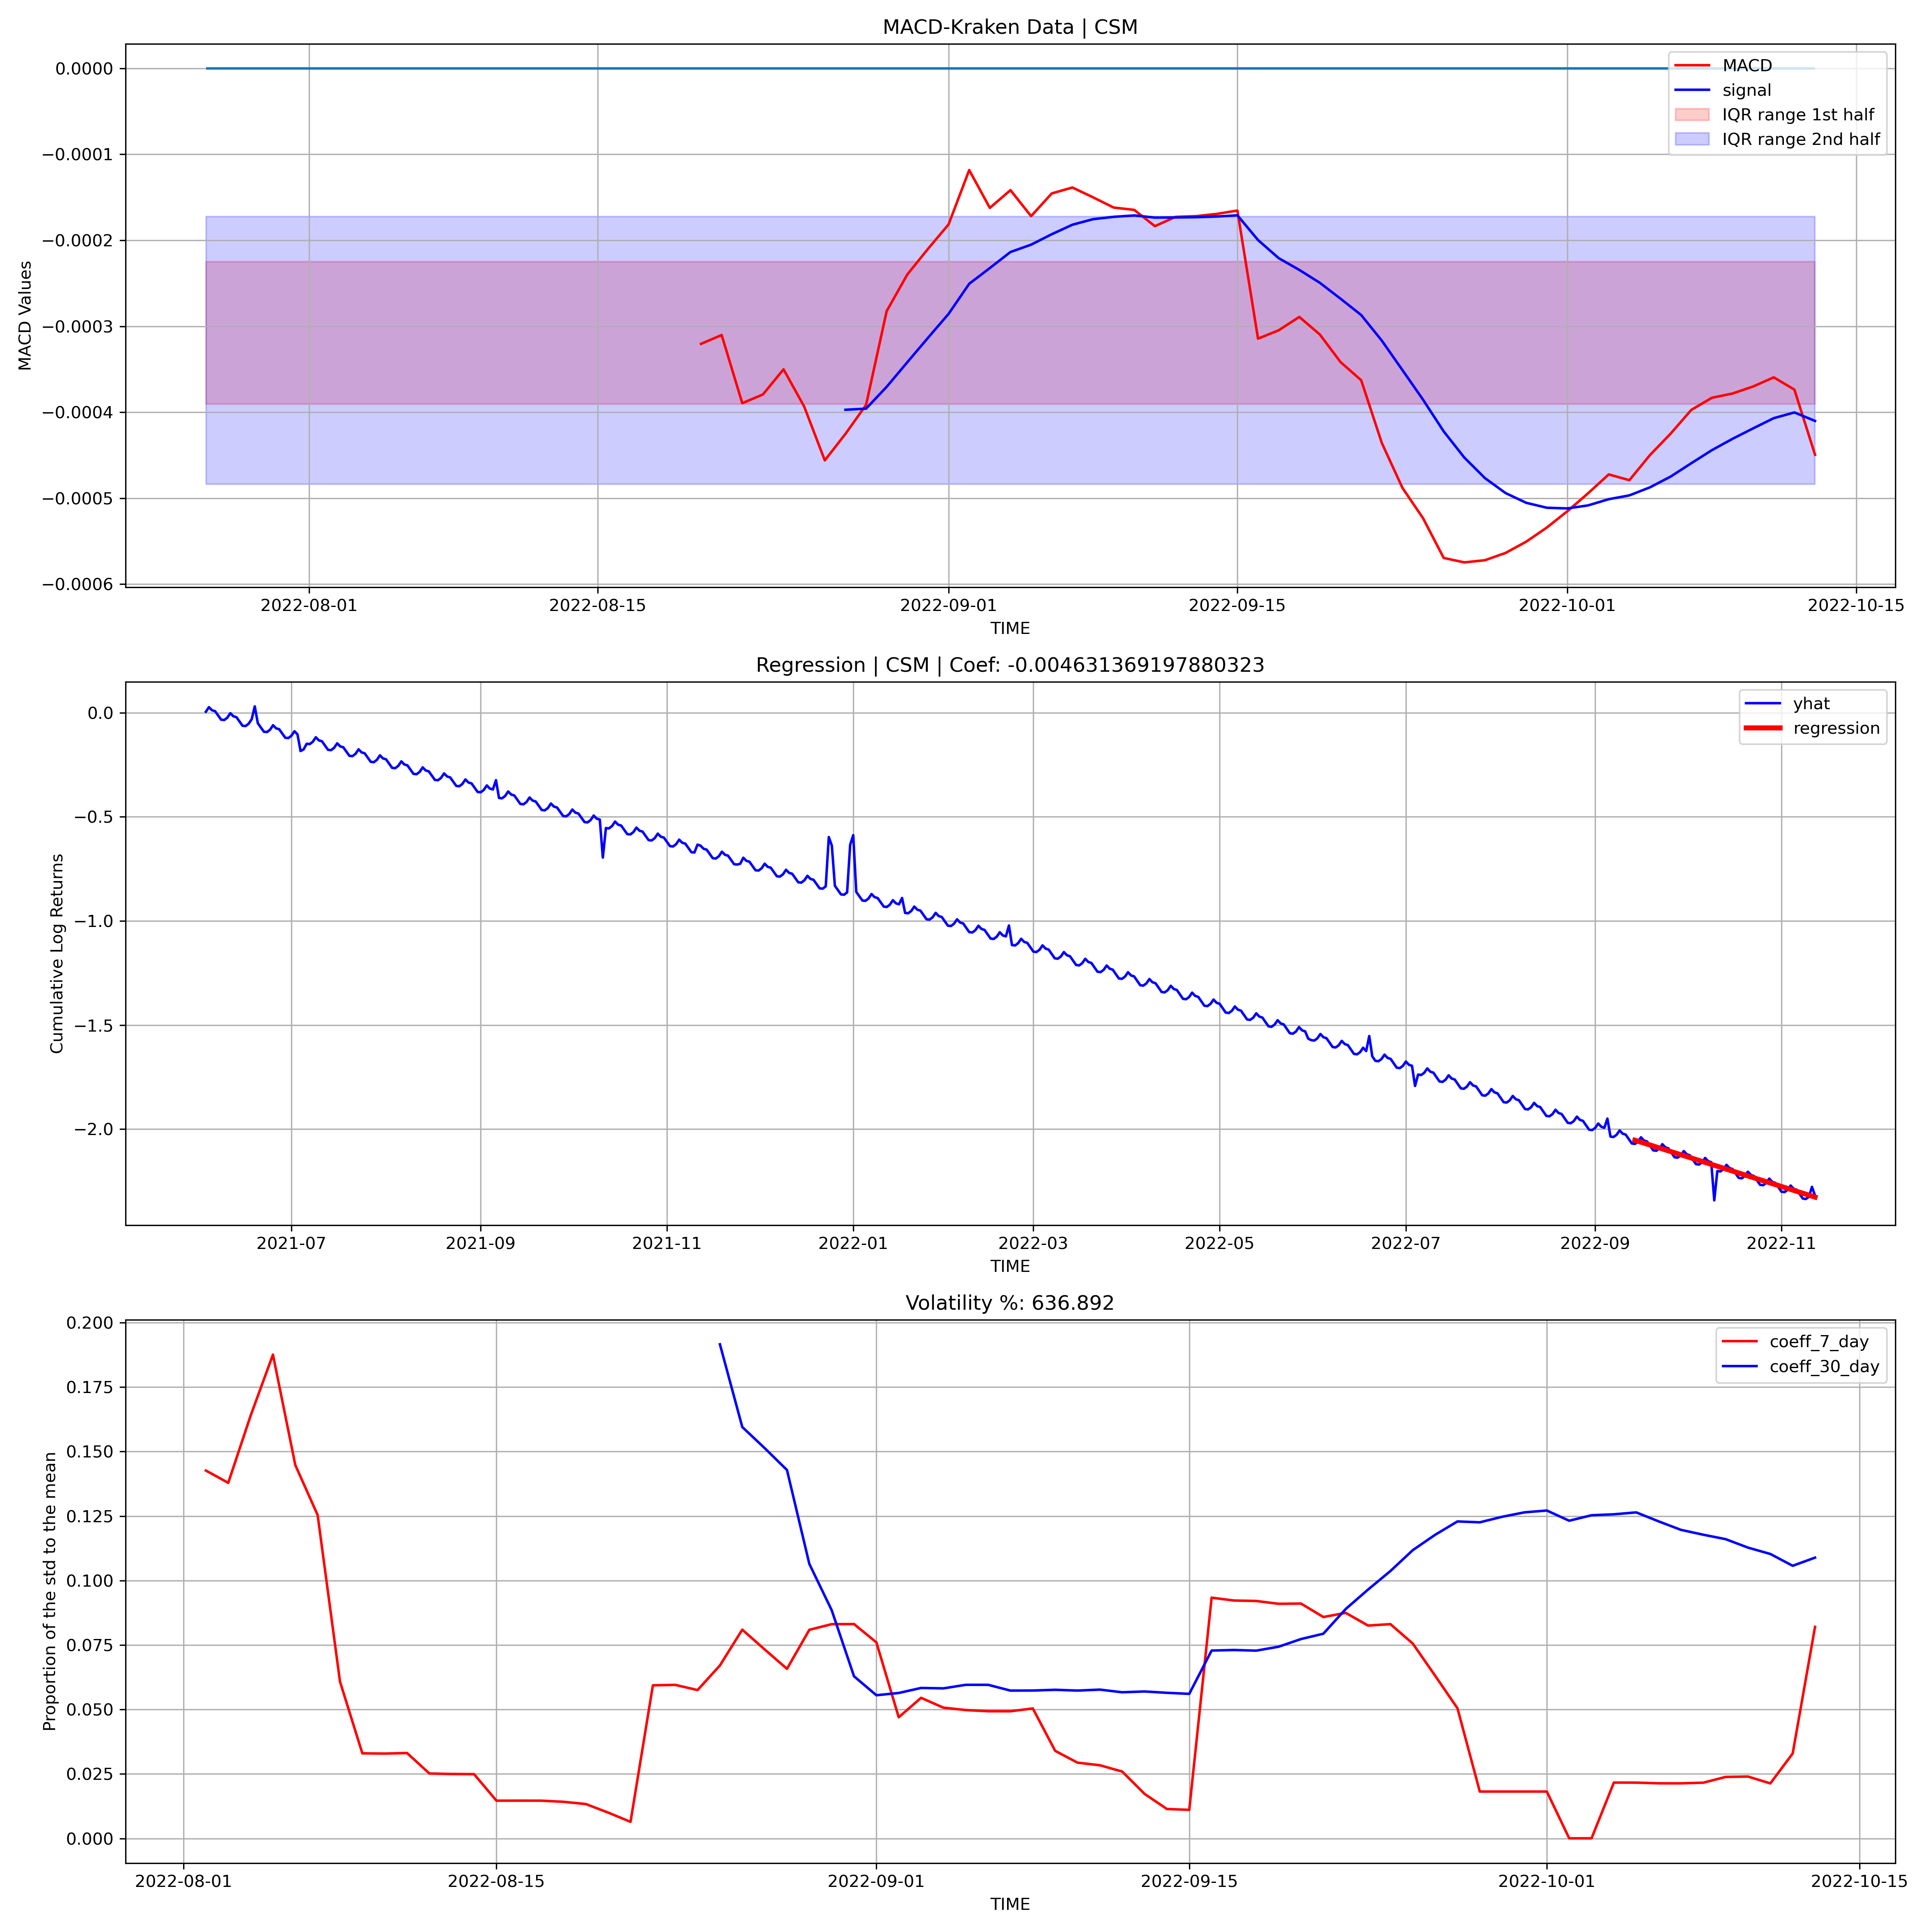 MACD-Kraken Data | CSM
MACD
signal
IQR range 1st half
IQR range 2nd half
0.0000
−0.0001
−0.0002
−0.0003
−0.0004
−0.0005
−0.0006
MACD Values
2022-08-01 2022-08-15 2022-09-01 2022-09-15 2022-10-01 2022-10-15
TIME
Regression | CSM | Coef: -0.004631369197880323
yhat
regression
0.0
−0.5
−1.0
−1.5
−2.0
Cumulative Log Returns
2021-07 2021-09 2021-11 2022-01 2022-03 2022-05 2022-07 2022-09 2022-11
TIME
Volatility %: 636.892
coeff_7_day
coeff_30_day
0.200
0.175
0.150
0.125
0.100
0.075
0.050
0.025
0.000
Proportion of the std to the mean
2022-08-01 2022-08-15 2022-09-01 2022-09-15 2022-10-01 2022-10-15
TIME